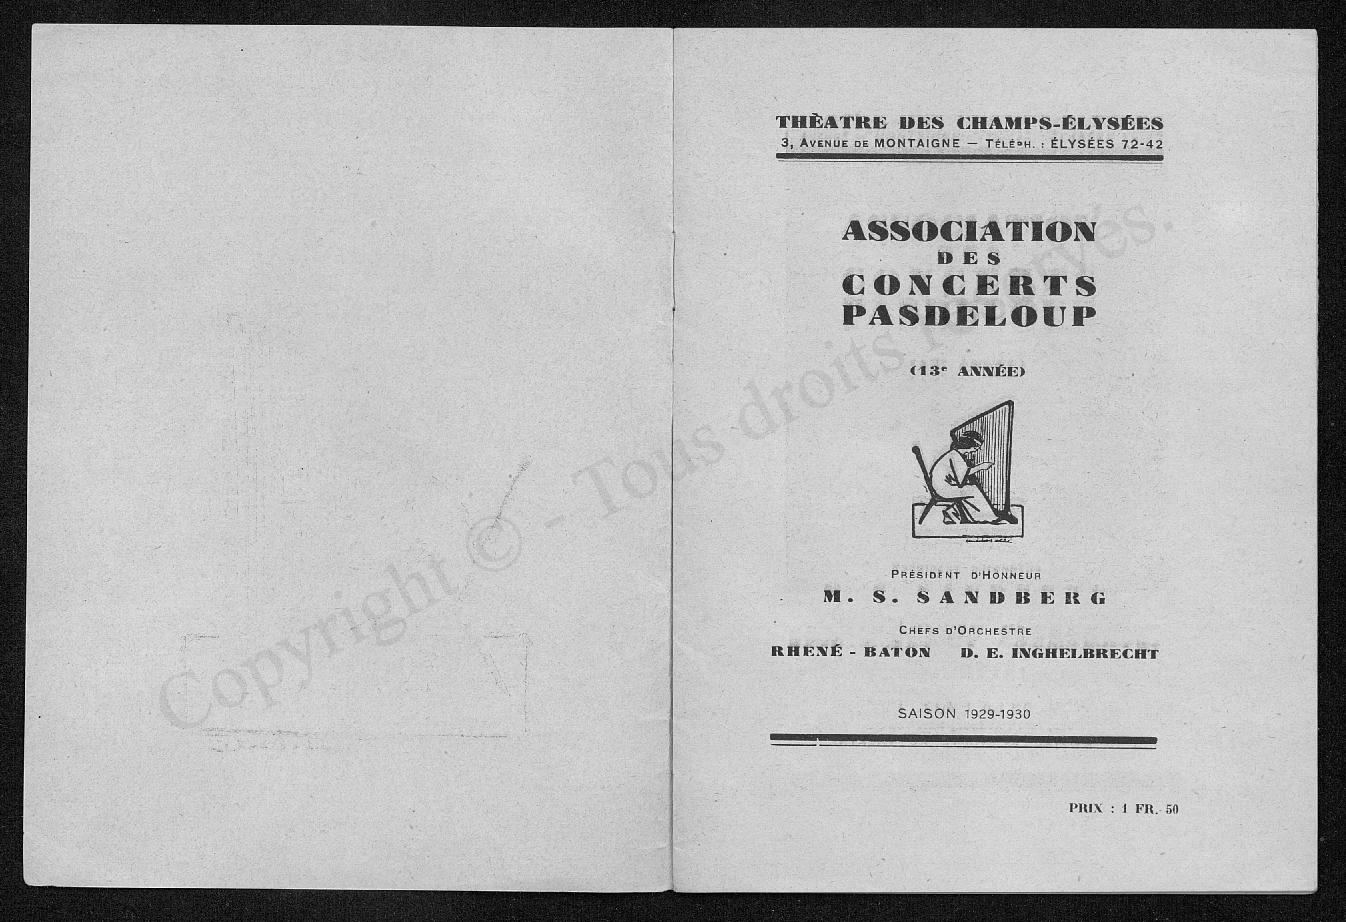 THÈATRE DES CHAMPS-ÉLYSÉES
3, AVENUE DE MONTAIGNE — TÉLÉPH. : ÉLYSÉES 72-42
ASSOCIATION
DES
CONCERTS
PASDELOUP
(13e ANNÉE)
PRÉSIDENT D'HONNEUR
M. S. SANDBERG
CHEFS D'ORCHESTRE
RHENÉ - BATON D. E. INGHELBRECHT
SAISON 1929-1930
PRIX : 1 FR. 50
Copyright © - Tous droits réservés.